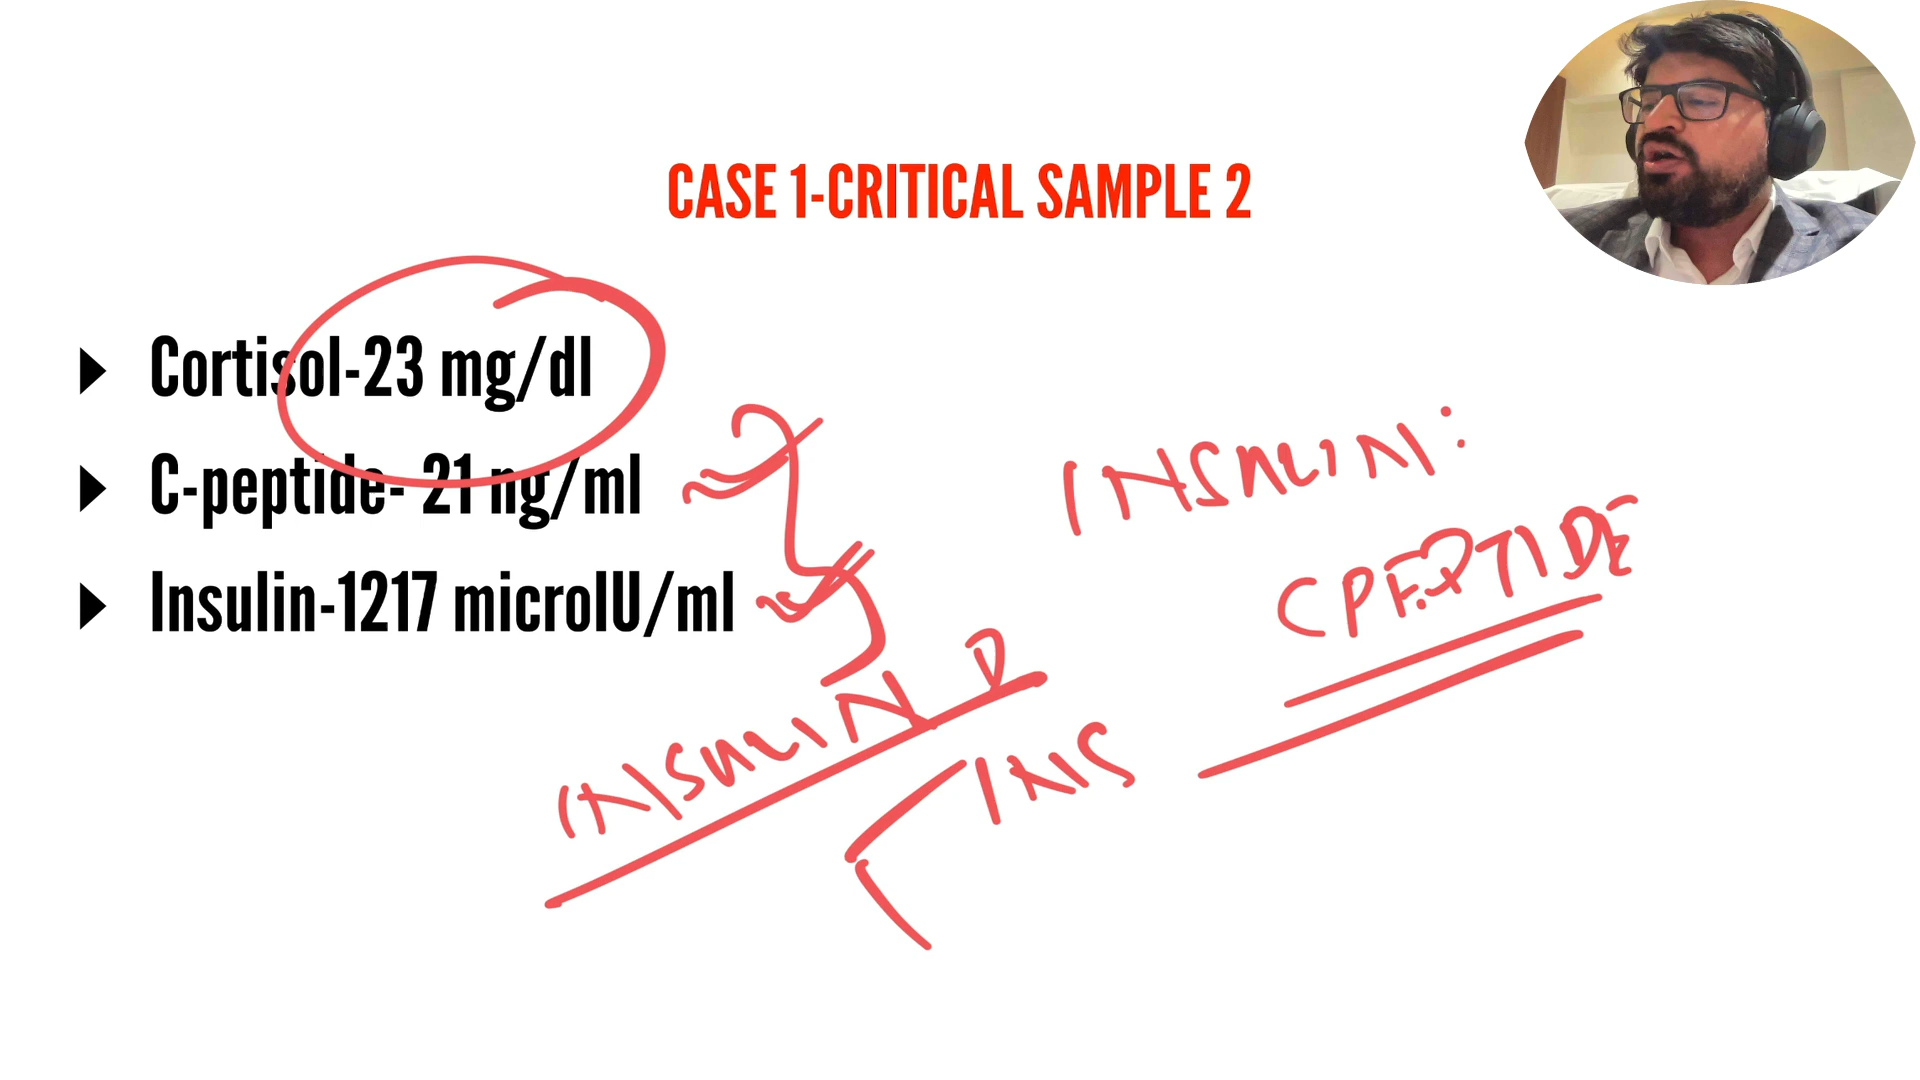 CASE 1-CRITICAL SAMPLE 2
Cortisol-23 mg/dl
C-peptide- 21 ng/ml
Insulin-1217 microIU/ml
INSULIN:
CPEPTIDE
INSULIN D
INS